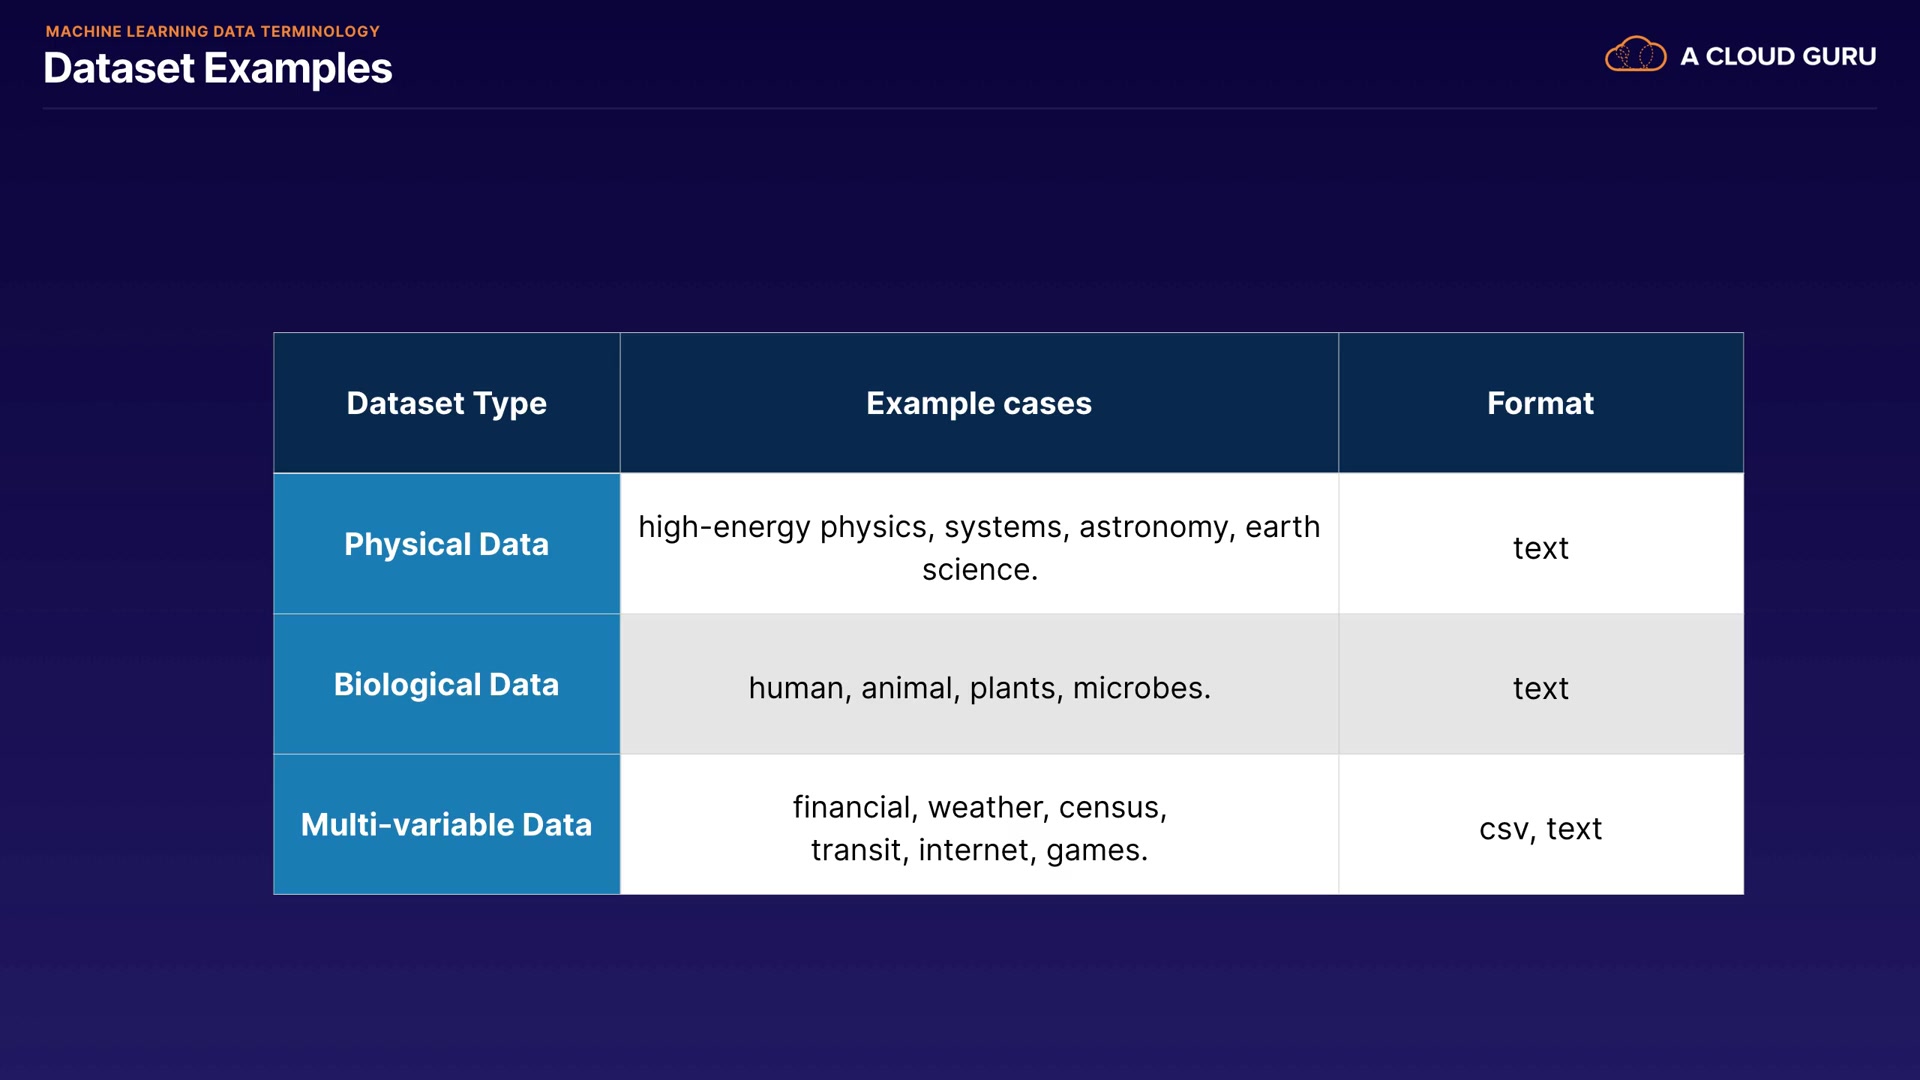 MACHINE LEARNING DATA TERMINOLOGY
Dataset Examples
A CLOUD GURU
Dataset Type
Example cases
Format
Physical Data
high-energy physics, systems, astronomy, earth
science.
text
Biological Data
human, animal, plants, microbes.
text
Multi-variable Data
financial, weather, census,
transit, internet, games.
csv, text